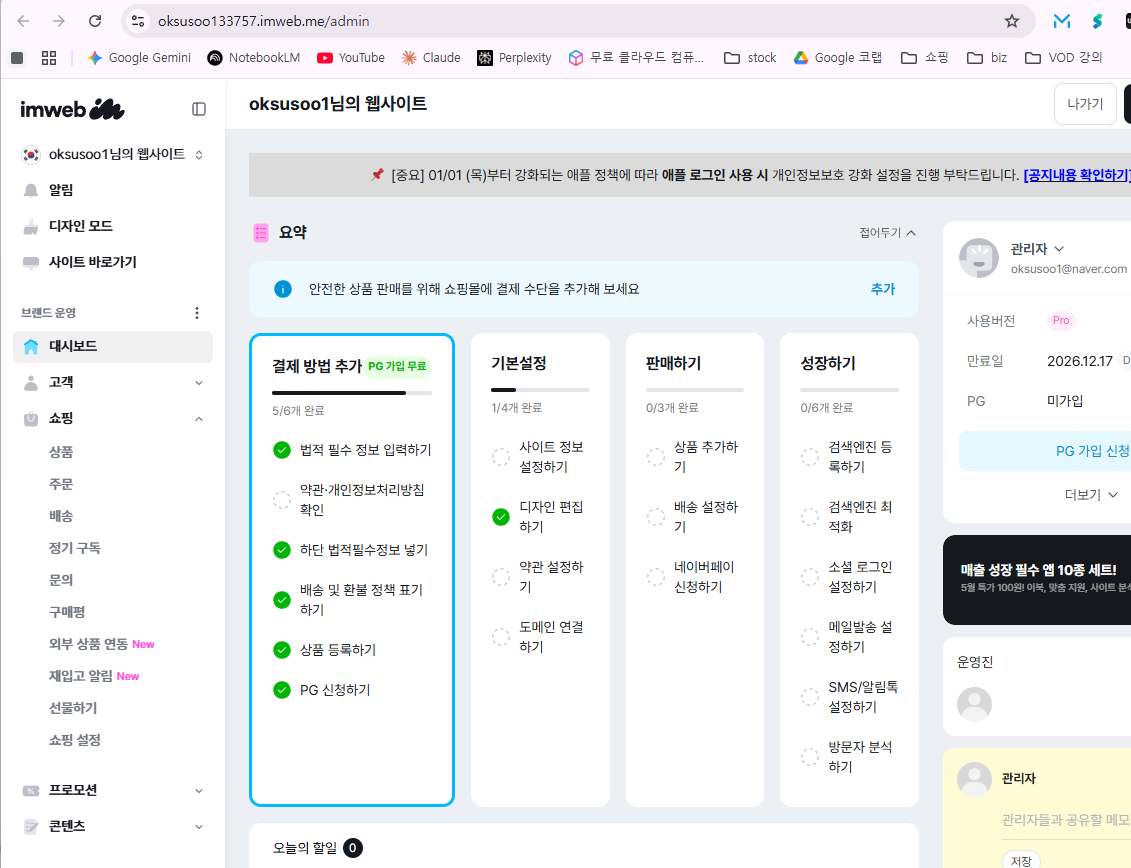 oksusoo133757.imweb.me/admin
Google Gemini
NotebookLM
YouTube
Claude
Perplexity
무료 클라우드 컴퓨...
stock
Google 코랩
쇼핑
biz
VOD 강의
imweb
oksusoo1님의 웹사이트
알림
디자인 모드
사이트 바로가기
브랜드 운영
대시보드
고객
쇼핑
상품
주문
배송
정기 구독
문의
구매평
외부 상품 연동 New
재입고 알림 New
선물하기
쇼핑 설정
프로모션
콘텐츠
oksusoo1님의 웹사이트
나가기
[중요] 01/01 (목)부터 강화되는 애플 정책에 따라 애플 로그인 사용 시 개인정보보호 강화 설정을 진행 부탁드립니다. [공지내용 확인하기]
요약
접어두기
안전한 상품 판매를 위해 쇼핑몰에 결제 수단을 추가해 보세요
추가
결제 방법 추가 PG 가입 무료
5/6개 완료
법적 필수 정보 입력하기
약관·개인정보처리방침
확인
하단 법적필수정보 넣기
배송 및 환불 정책 표기
하기
상품 등록하기
PG 신청하기
기본설정
1/4개 완료
사이트 정보
설정하기
디자인 편집
하기
약관 설정하
기
도메인 연결
하기
판매하기
0/3개 완료
상품 추가하
기
배송 설정하
기
네이버페이
신청하기
성장하기
0/6개 완료
검색엔진 등
록하기
검색엔진 최
적화
소셜 로그인
설정하기
메일발송 설
정하기
SMS/알림톡
설정하기
방문자 분석
하기
오늘의 할일 0
관리자
oksusoo1@naver.com
사용버전 Pro
만료일 2026.12.17 D
PG 미가입
PG 가입 신청
더보기
매출 성장 필수 앱 10종 세트!
5월 특가 100원! 이북, 맞춤 지원, 사이트 분석
운영진
관리자
관리자들과 공유할 메모
저장